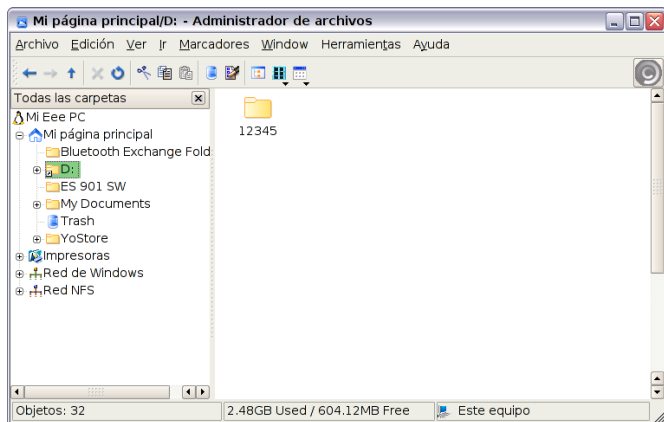 Mi página principal/D: - Administrador de archivos
Archivo Edición Ver Ir Marcadores Window Herramientas Ayuda
Todas las carpetas
Mi Eee PC
Mi página principal
Bluetooth Exchange Fold
D:
ES 901 SW
My Documents
Trash
YoStore
Impresoras
Red de Windows
Red NFS
12345
Objetos: 32 2.48GB Used / 604.12MB Free Este equipo